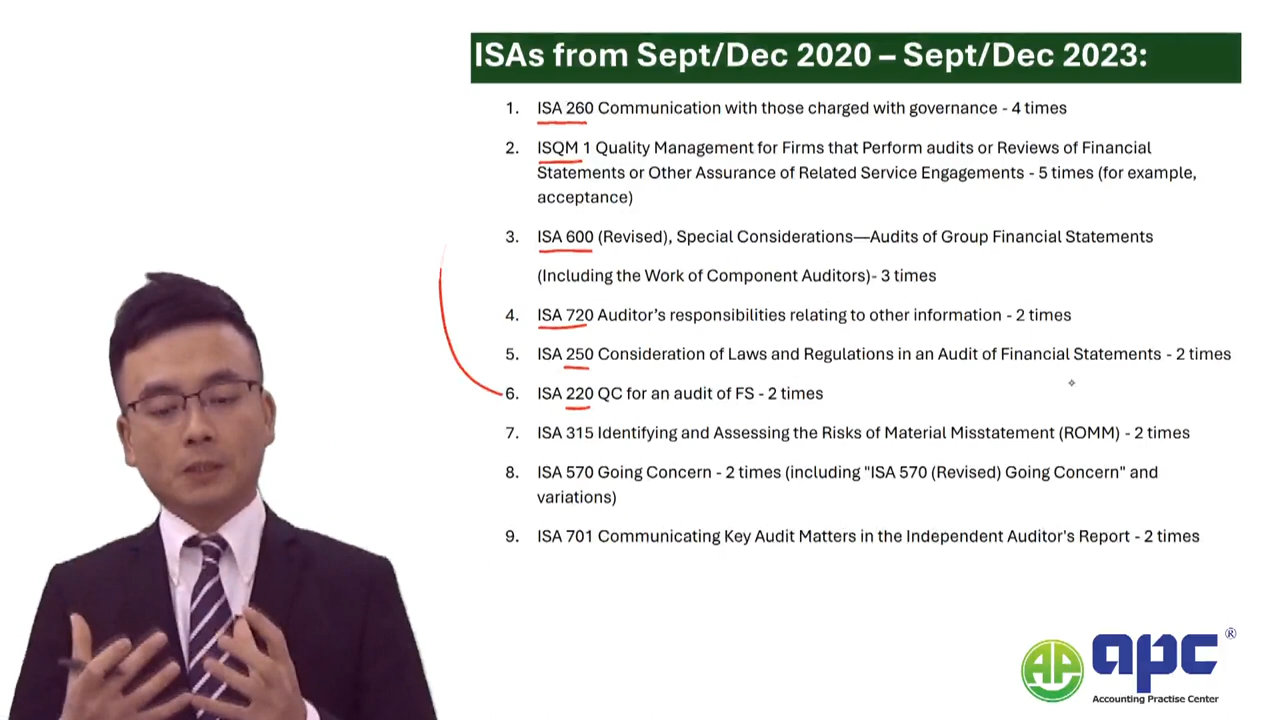 ISAs from Sept/Dec 2020 – Sept/Dec 2023:
1. ISA 260 Communication with those charged with governance - 4 times
2. ISQM 1 Quality Management for Firms that Perform audits or Reviews of Financial
Statements or Other Assurance of Related Service Engagements - 5 times (for example,
acceptance)
3. ISA 600 (Revised), Special Considerations—Audits of Group Financial Statements
(Including the Work of Component Auditors)- 3 times
4. ISA 720 Auditor’s responsibilities relating to other information - 2 times
5. ISA 250 Consideration of Laws and Regulations in an Audit of Financial Statements - 2 times
6. ISA 220 QC for an audit of FS - 2 times
7. ISA 315 Identifying and Assessing the Risks of Material Misstatement (ROMM) - 2 times
8. ISA 570 Going Concern - 2 times (including "ISA 570 (Revised) Going Concern" and
variations)
9. ISA 701 Communicating Key Audit Matters in the Independent Auditor's Report - 2 times
AP apc ®
Accounting Practise Center